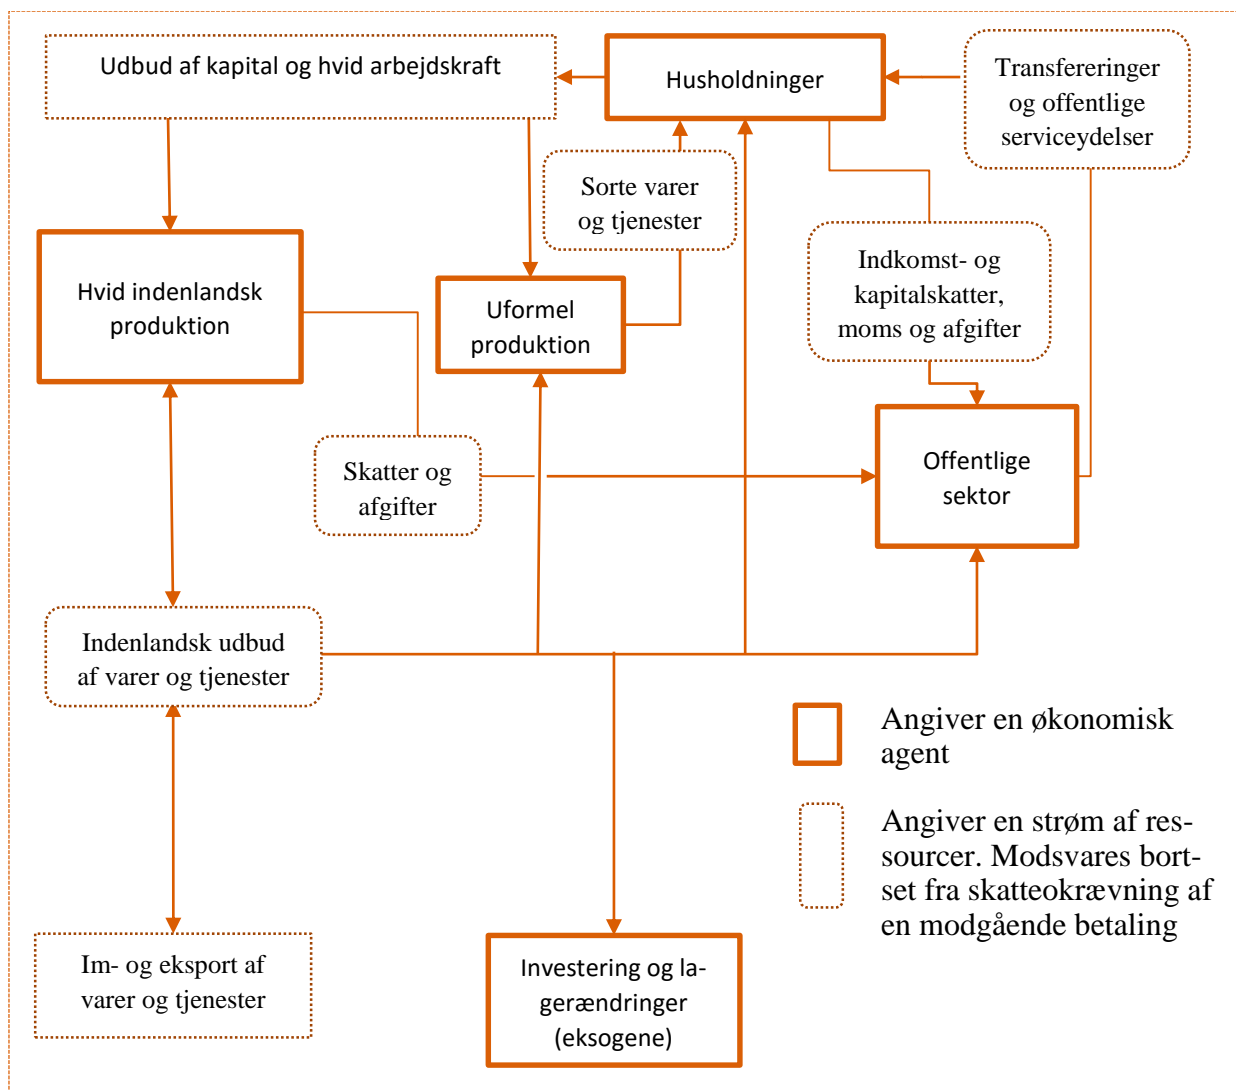 Udbud af kapital og hvid arbejdskraft
Husholdninger
Transfereringer
og offentlige
serviceydelser
Sorte varer
og tjenester
Hvid indenlandsk
produktion
Uformel
produktion
Indkomst- og
kapitalskatter,
moms og afgifter
Skatter og
afgifter
Offentlige
sektor
Indenlandsk udbud
af varer og tjenester
Angiver en økonomisk
agent
Angiver en strøm af res-
sourcer. Modsvares bort-
set fra skatteokrævning af
en modgående betaling
Im- og eksport af
varer og tjenester
Investering og la-
gerændringer
(eksogene)